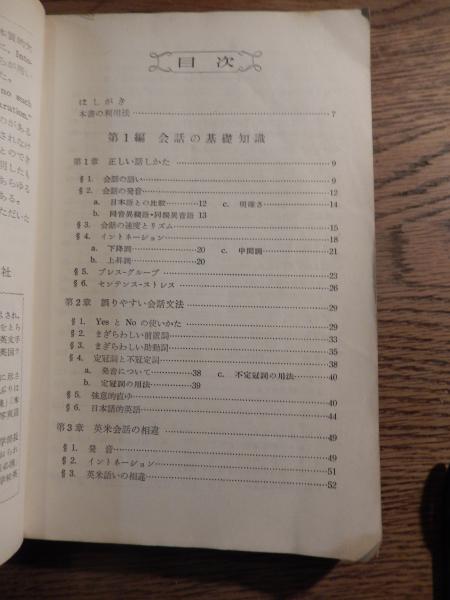 目次
はしがき
本書の利用法 7
第1編 会話の基礎知識
第1章 正しい話しかた 9
§1. 会話の語い 9
§2. 会話の発音 12
a. 日本語との比較 12 c. 明確さ 14
b. 同音異綴語・同綴異音語 13
§3. 会話の速度とリズム 15
§4. イントネーション 18
a. 下降調 20 c. 中間調 21
b. 上昇調 20
§5. ブレス・グループ 23
§6. センテンス・ストレス 26
第2章 誤りやすい会話文法 29
§1. Yes と No の使いかた 29
§2. まぎらわしい前置詞 33
§3. まぎらわしい助動詞 35
§4. 定冠詞と不定冠詞 38
a. 発音について 38 c. 不定冠詞の用法 40
b. 定冠詞の用法 39
§5. 強意的直ゆ 40
§6. 日本語的英語 44
第3章 英米会話の相違 49
§1. 発音 49
§2. イントネーション 51
§3. 英米語いの相違 52
社